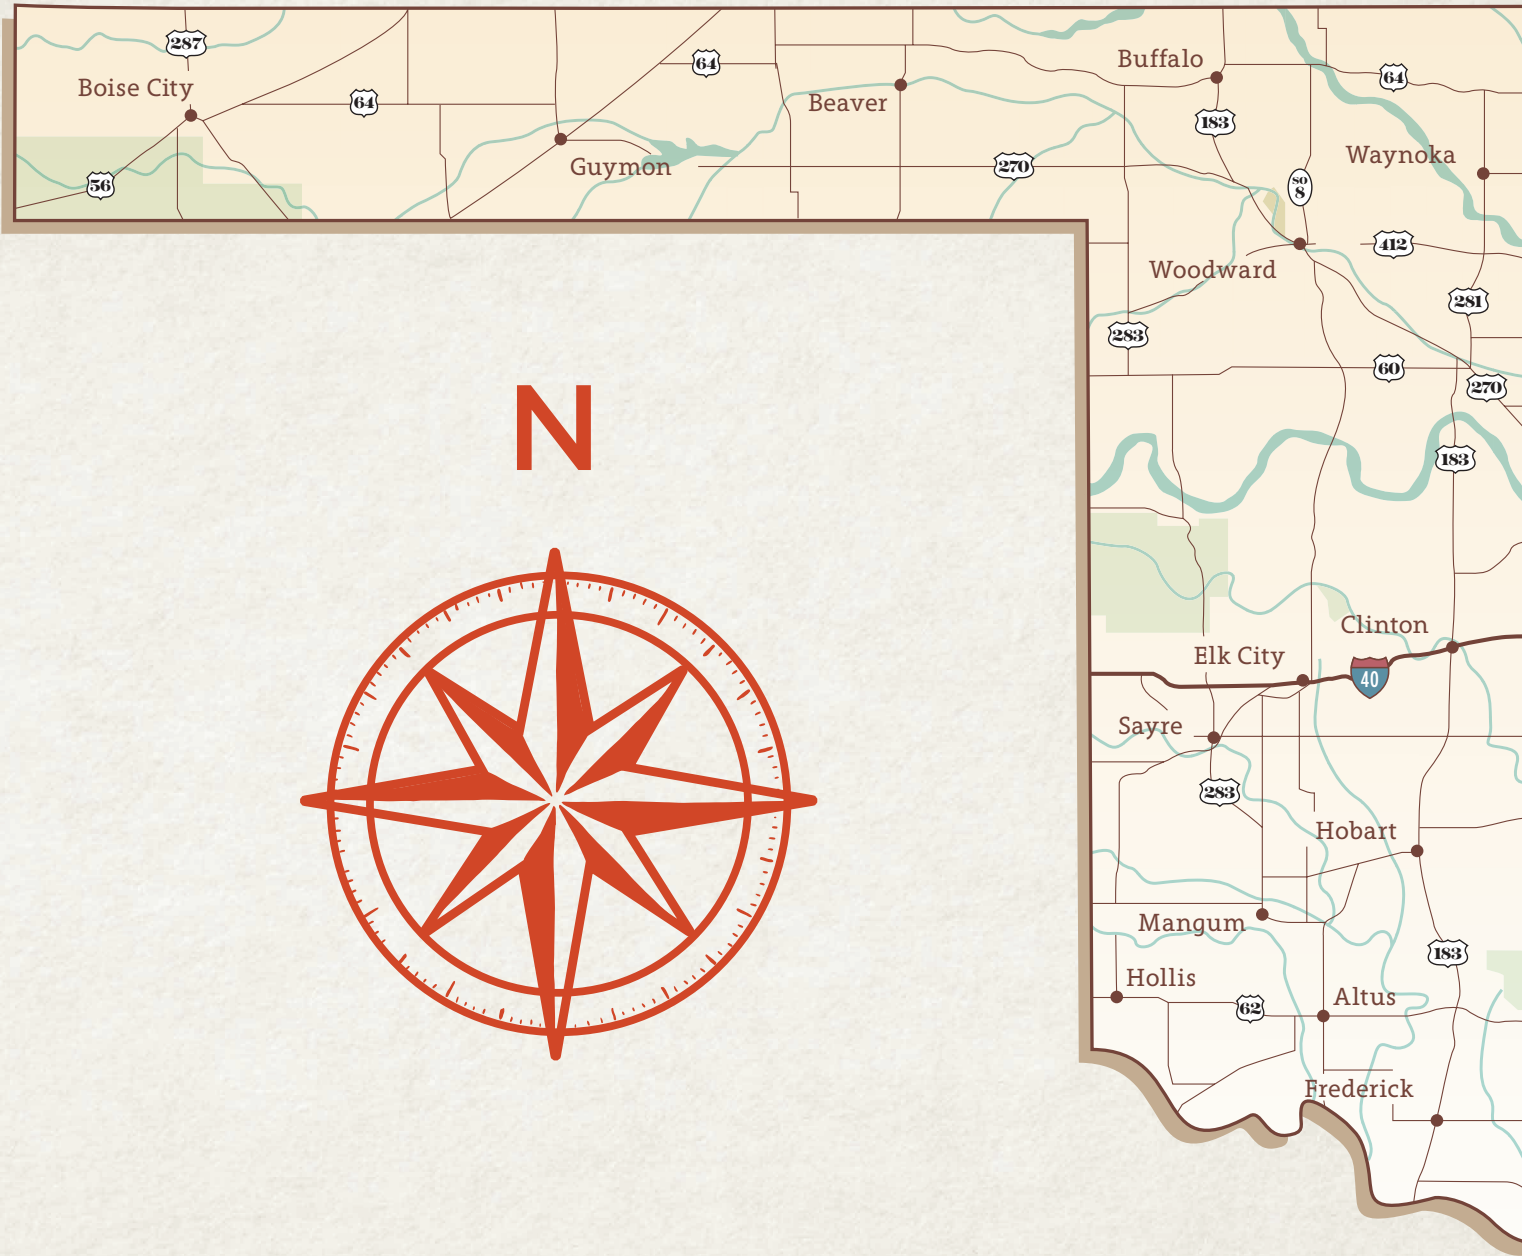 287
Boise City
64
56
Guymon
64
Beaver
270
Buffalo
183
64
Waynoka
SO
8
412
Woodward
281
283
60
270
183
N
Clinton
Elk City
40
Sayre
283
Hobart
Mangum
183
Hollis
62
Altus
Frederick